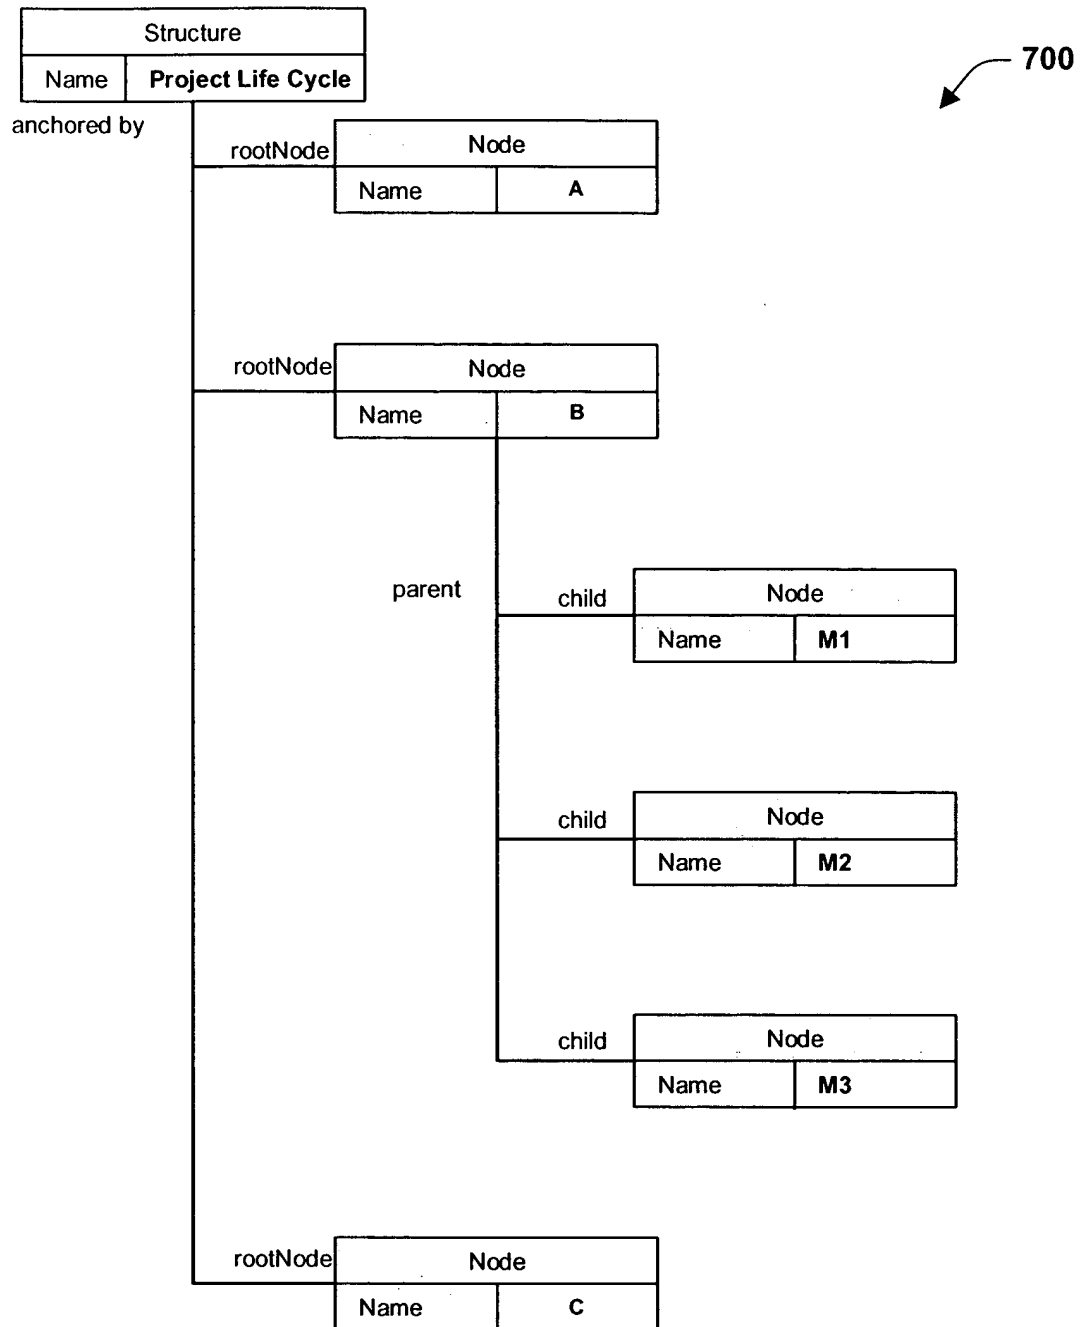 Structure
700
Name Project Life Cycle
anchored by
rootNode Node
Name A
rootNode Node
Name B
parent child Node
Name M1
child Node
Name M2
child Node
Name M3
rootNode Node
Name C